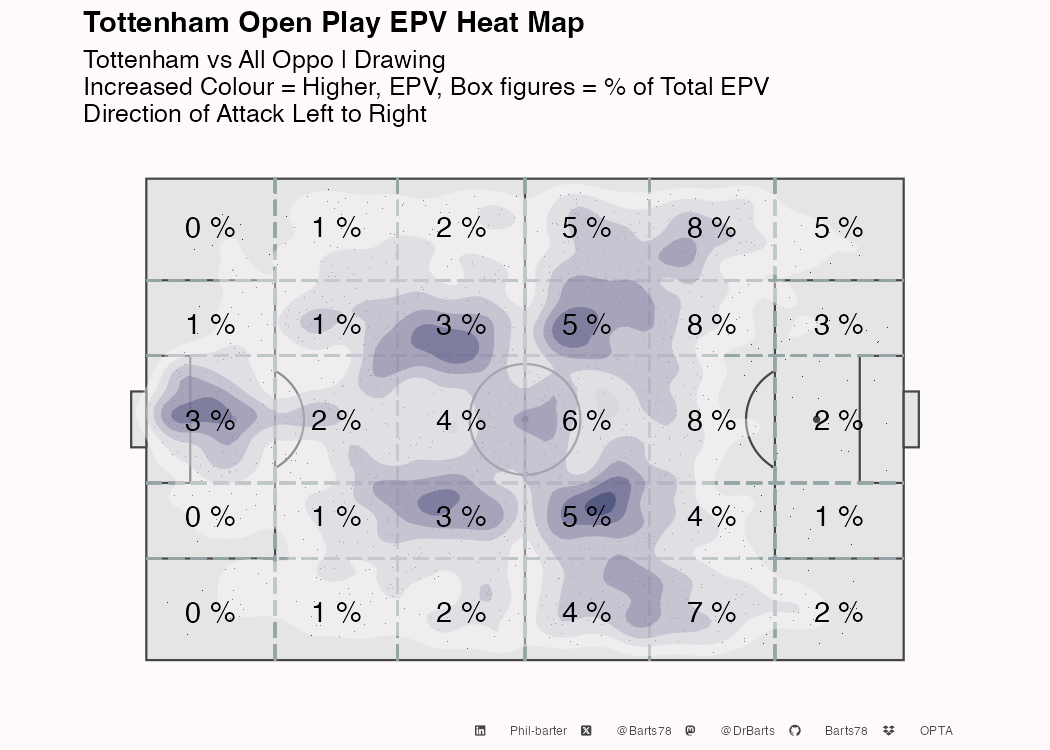 Tottenham Open Play EPV Heat Map
Tottenham vs All Oppo | Drawing
Increased Colour = Higher, EPV, Box figures = % of Total EPV
Direction of Attack Left to Right
0 % 1 % 2 % 5 % 8 % 5 %
1 % 1 % 3 % 5 % 8 % 3 %
3 % 2 % 4 % 6 % 8 % 2 %
0 % 1 % 3 % 5 % 4 % 1 %
0 % 1 % 2 % 4 % 7 % 2 %
Phil-barter @Barts78 @DrBarts Barts78 OPTA